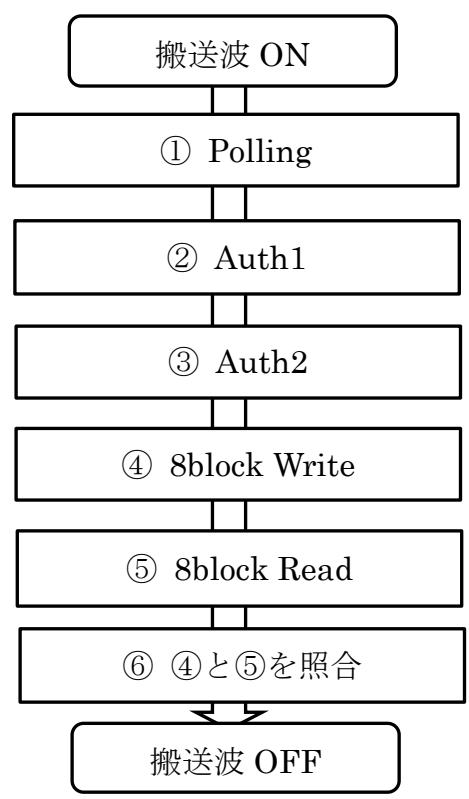 搬送波 ON
① Polling
② Auth1
③ Auth2
④ 8block Write
⑤ 8block Read
⑥ ④と⑤を照合
搬送波 OFF